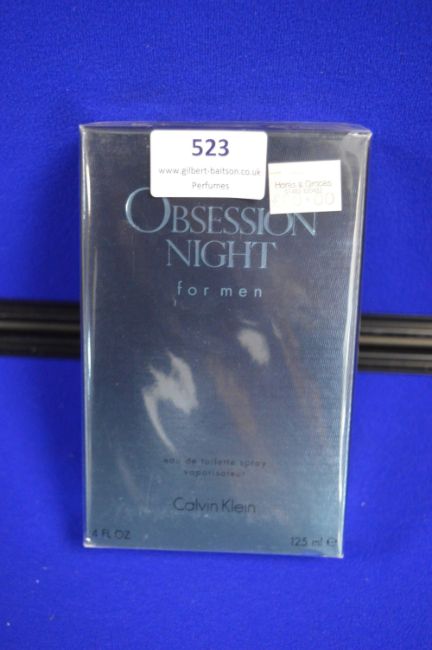 523
www.gilbert-baitson.co.uk
Perfumes
OBSESSION
NIGHT
for men
eau de toilette spray
vaporisateur
Calvin Klein
4 FL OZ
125 ml e